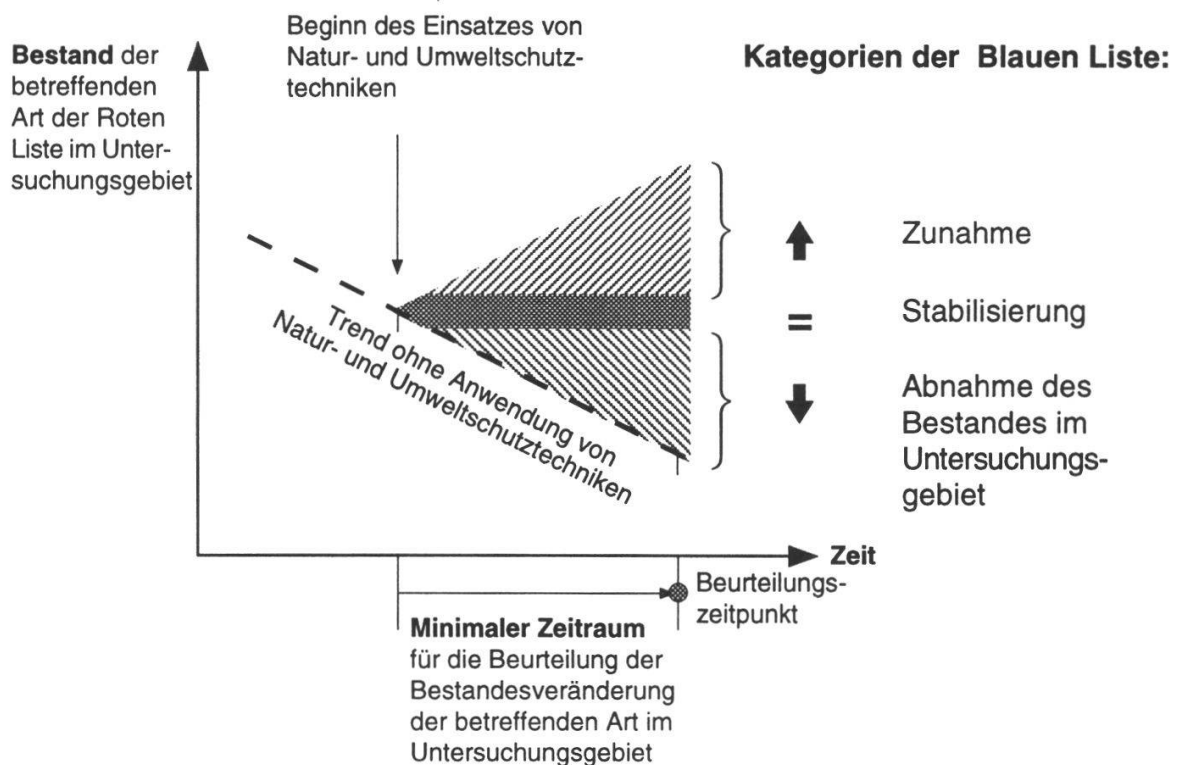 Beginn des Einsatzes von
Natur- und Umweltschutz-
techniken
Bestand der
betreffenden
Art der Roten
Liste im Unter-
suchungsgebiet
Kategorien der Blauen Liste:
Zunahme
=
Stabilisierung
Abnahme des
Bestandes im
Untersuchungs-
gebiet
Trend ohne Anwendung von
Natur- und Umweltschutztechniken
Zeit
Beurteilungs-
zeitpunkt
Minimaler Zeitraum
für die Beurteilung der
Bestandesveränderung
der betreffenden Art im
Untersuchungsgebiet